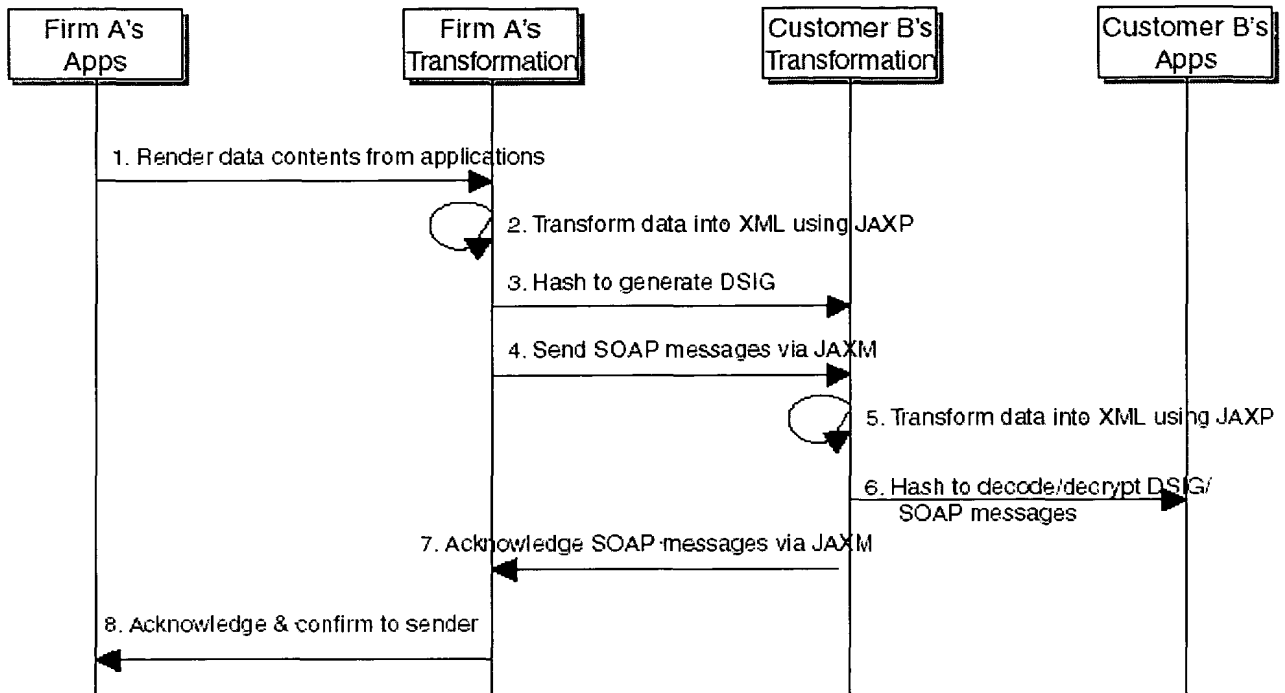 Firm A's
Apps
Firm A's
Transformation
Customer B's
Transformation
Customer B's
Apps
1. Render data contents from applications
2. Transform data into XML using JAXP
3. Hash to generate DSIG
4. Send SOAP messages via JAXM
5. Transform data into XML using JAXP
6. Hash to decode/decrypt DSIG/
SOAP messages
7. Acknowledge SOAP messages via JAXM
8. Acknowledge & confirm to sender